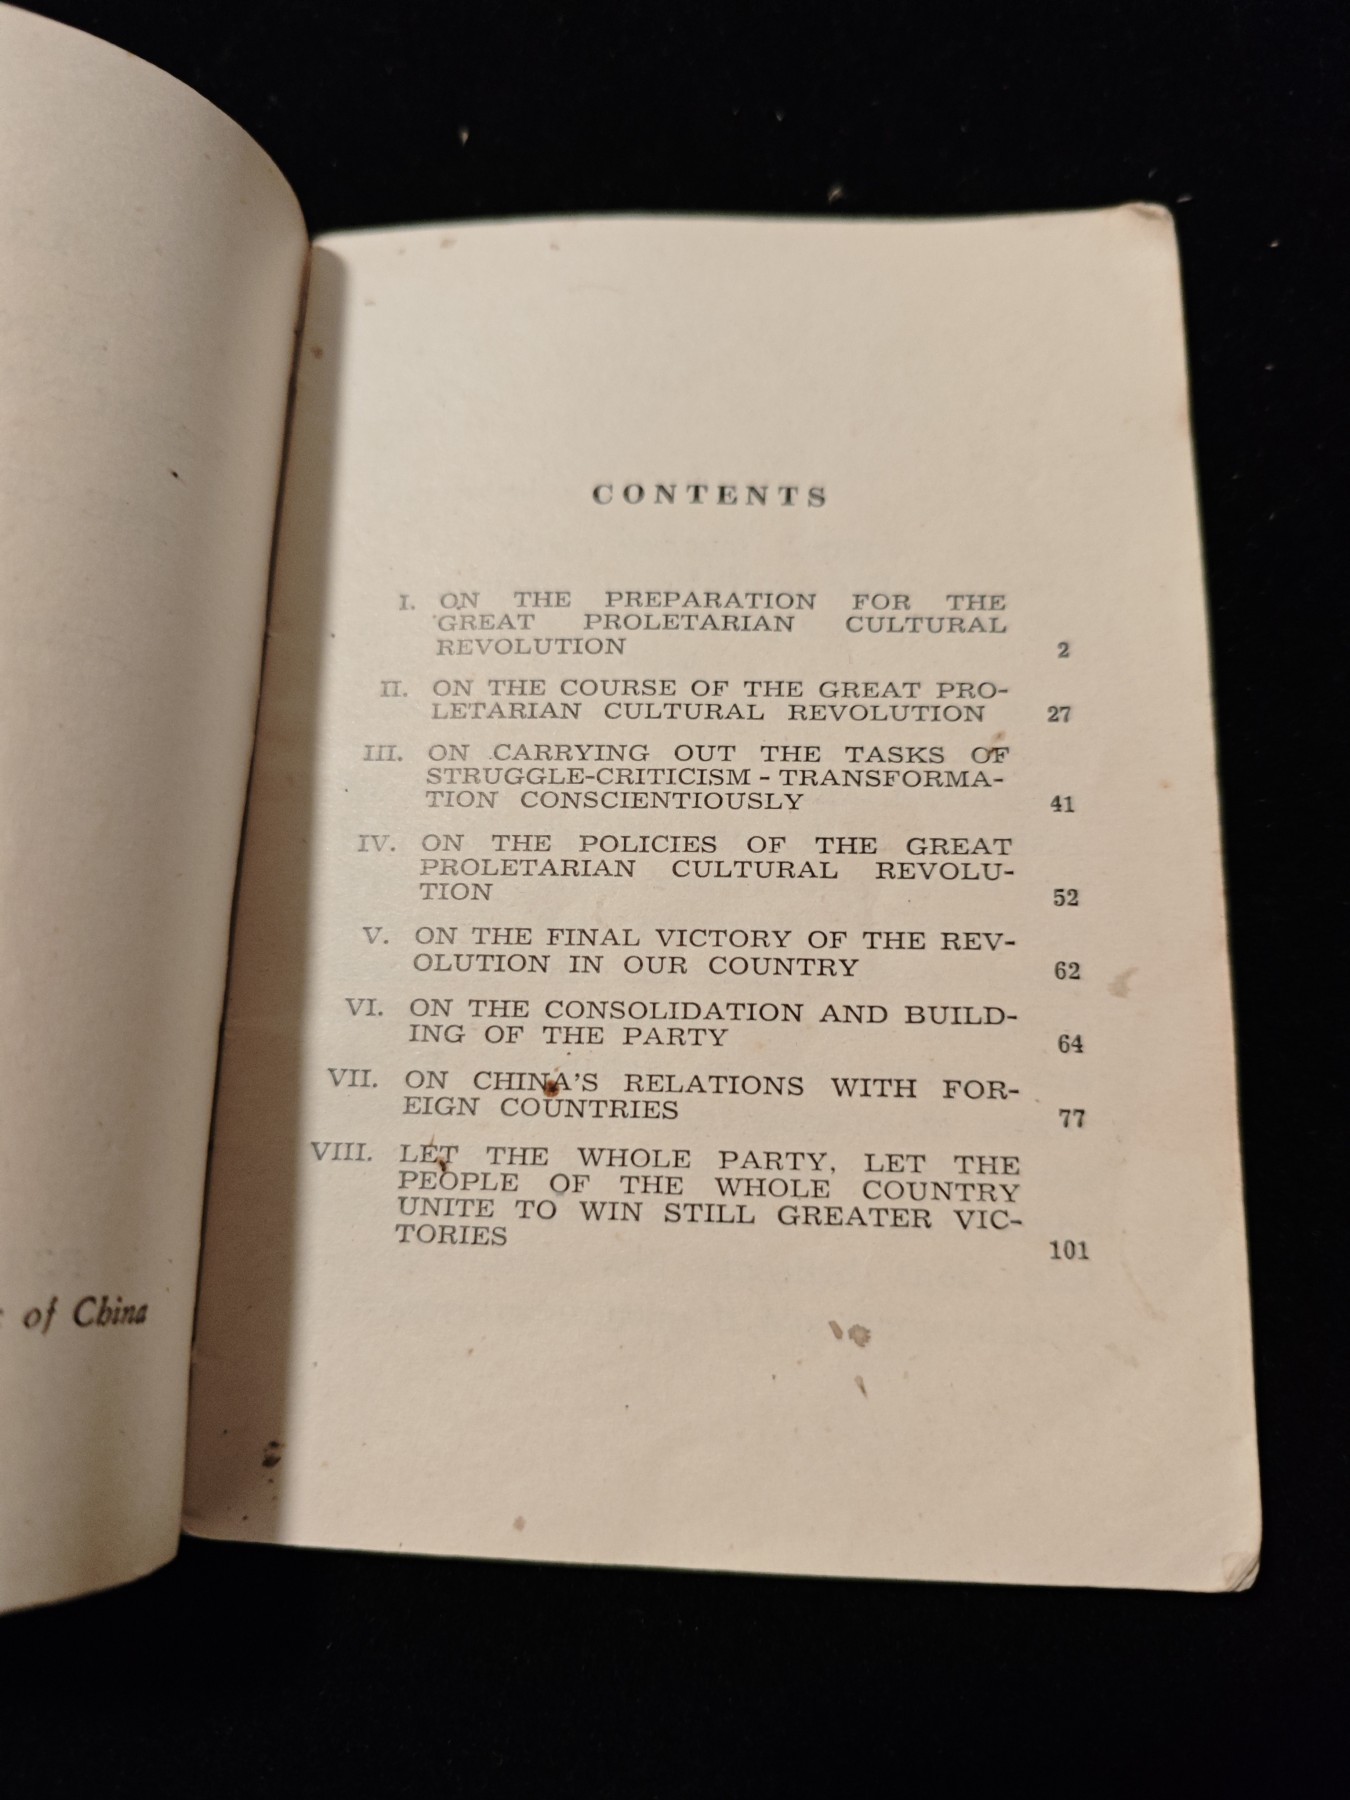 of China
CONTENTS
I. ON THE PREPARATION FOR THE
GREAT PROLETARIAN CULTURAL
REVOLUTION 2
II. ON THE COURSE OF THE GREAT PRO-
LETARIAN CULTURAL REVOLUTION 27
III. ON CARRYING OUT THE TASKS OF
STRUGGLE-CRITICISM-TRANSFORMA-
TION CONSCIENTIOUSLY 41
IV. ON THE POLICIES OF THE GREAT
PROLETARIAN CULTURAL REVOLU-
TION 52
V. ON THE FINAL VICTORY OF THE REV-
OLUTION IN OUR COUNTRY 62
VI. ON THE CONSOLIDATION AND BUILD-
ING OF THE PARTY 64
VII. ON CHINA'S RELATIONS WITH FOR-
EIGN COUNTRIES 77
VIII. LET THE WHOLE PARTY, LET THE
PEOPLE OF THE WHOLE COUNTRY
UNITE TO WIN STILL GREATER VIC-
TORIES 101